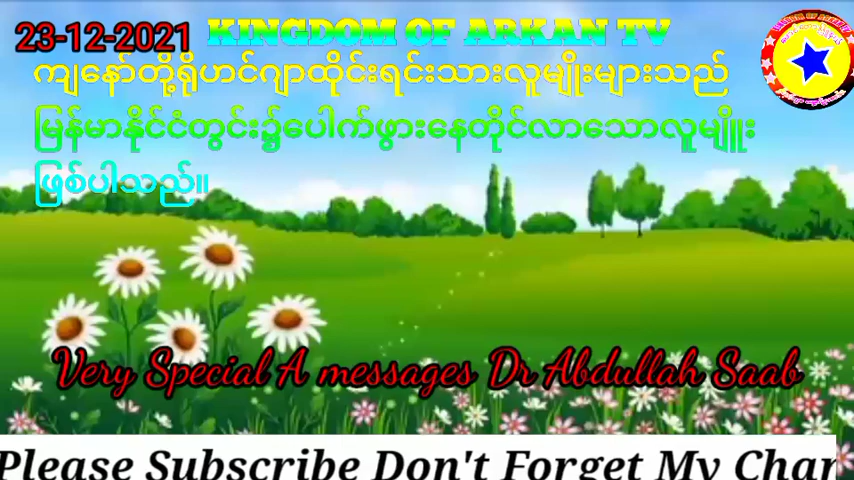 23-12-2021 KINGDOM OF ARKAN TV
ကျနော်တို့ရိုဟင်ဂျာထိုင်းရင်းသားလူမျိုးများသည်
မြန်မာနိုင်ငံတွင်း၌ပေါက်ဖွားနေတိုင်လာသောလူမျိူး
ဖြစ်ပါသည်။
Very Special A messages Dr Abdullah Saab
Please Subscribe Don't Forget My Chan